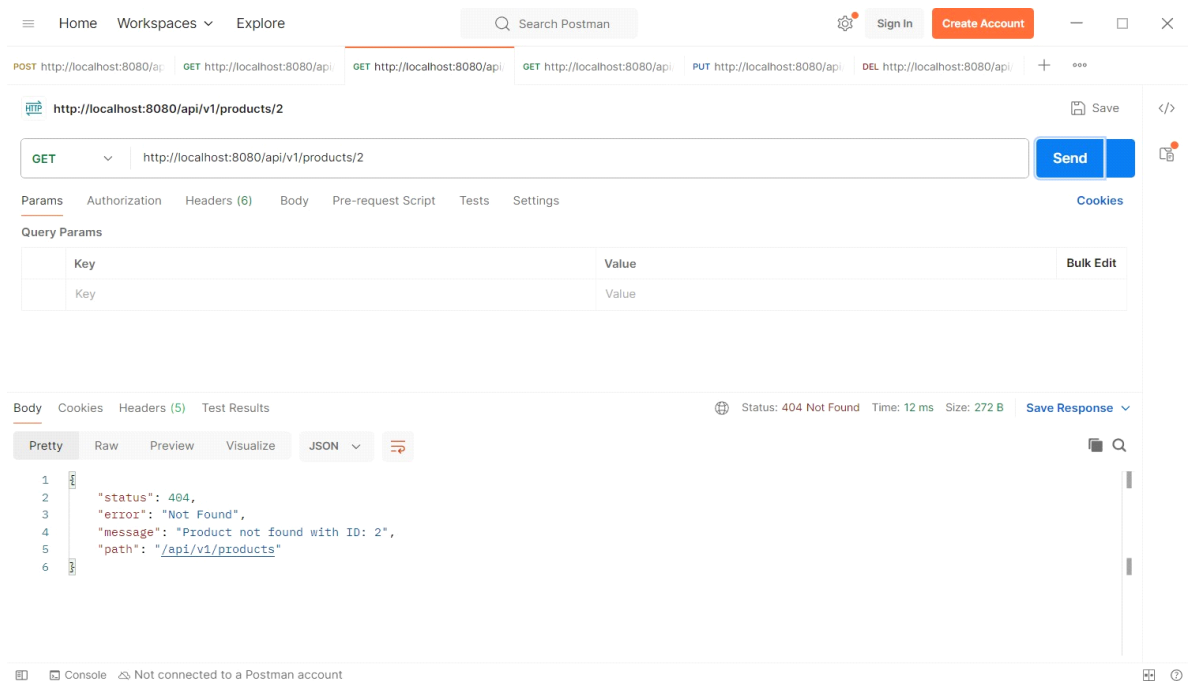 Home Workspaces Explore Search Postman Sign In Create Account
POST http://localhost:8080/ap GET http://localhost:8080/api/ GET http://localhost:8080/api GET http://localhost:8080/api/ PUT http://localhost:8080/api/ DEL http://localhost:8080/api/
HTTP http://localhost:8080/api/v1/products/2 Save </>
GET http://localhost:8080/api/v1/products/2 Send
Params Authorization Headers (6) Body Pre-request Script Tests Settings Cookies
Query Params
Key Value Bulk Edit
Key Value
Body Cookies Headers (5) Test Results Status: 404 Not Found Time: 12 ms Size: 272 B Save Response
Pretty Raw Preview Visualize JSON
1 {
2 "status": 404,
3 "error": "Not Found",
4 "message": "Product not found with ID: 2",
5 "path": "/api/v1/products"
6 }
Console Not connected to a Postman account